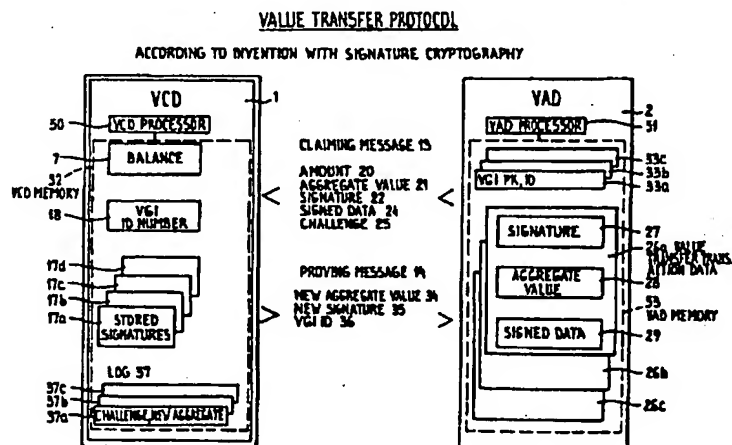 VALUE TRANSFER PROTOCOL
ACCORDING TO INVENTION WITH SIGNATURE CRYPTOGRAPHY
VCD
1
50
VCD PROCESSOR
7
BALANCE
32
VCD MEMORY
18
VGI
ID NUMBER
17d
17c
17b
17a
STORED
SIGNATURES
LOG 37
37c
37b
37a
CHALLENGE, NEW AGGREGATE
CLAIMING MESSAGE 13
AMOUNT 20
AGGREGATE VALUE 21
SIGNATURE 22
SIGNED DATA 24
CHALLENGE 25
PROVING MESSAGE 14
NEW AGGREGATE VALUE 34
NEW SIGNATURE 35
VGI ID 36
VAD
2
VAD PROCESSOR
51
33c
33b
33a
VGI PK, ID
SIGNATURE
27
26a VALUE
TRANSFER TRANS
ACTION DATA
AGGREGATE
VALUE
28
53
VAD MEMORY
SIGNED DATA
29
26b
26c